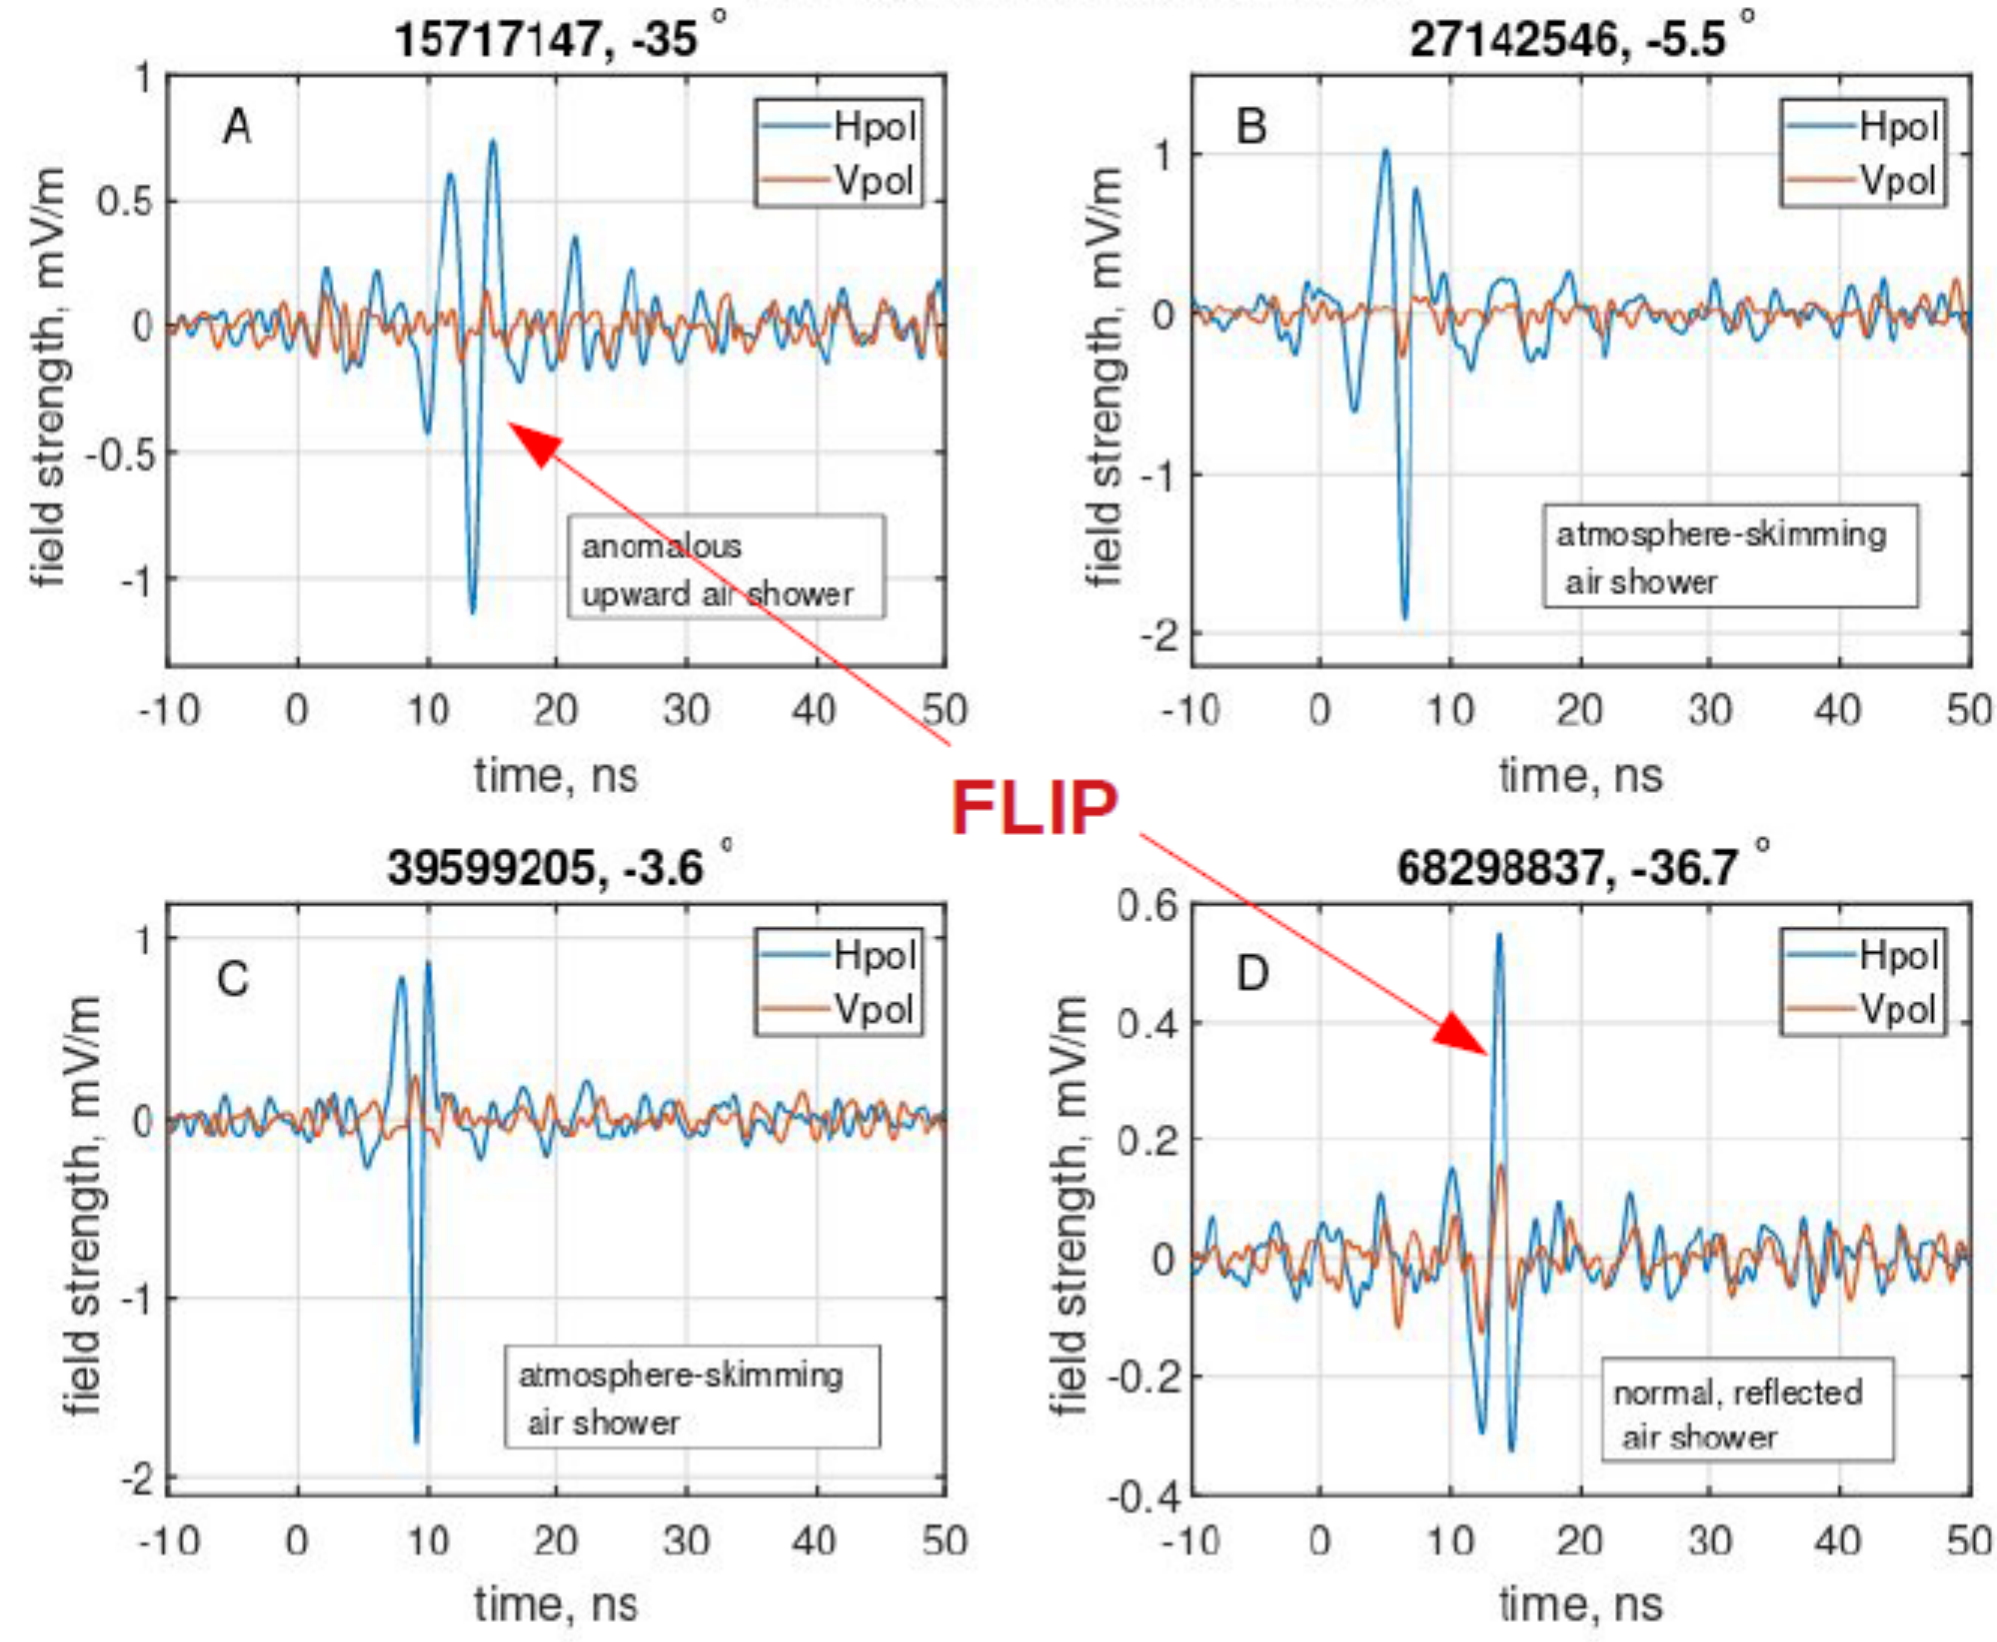 15717147, -35 °
A
Hpol
Vpol
1
0.5
0
-0.5
-1
field strength, mV/m
anomalous
upward air shower
-10 0 10 20 30 40 50
time, ns
27142546, -5.5 °
B
Hpol
Vpol
1
0
-1
-2
field strength, mV/m
atmosphere-skimming
air shower
-10 0 10 20 30 40 50
time, ns
FLIP
39599205, -3.6 °
C
Hpol
Vpol
1
0
-1
-2
field strength, mV/m
atmosphere-skimming
air shower
-10 0 10 20 30 40 50
time, ns
68298837, -36.7 °
D
Hpol
Vpol
0.6
0.4
0.2
0
-0.2
-0.4
field strength, mV/m
normal, reflected
air shower
-10 0 10 20 30 40 50
time, ns